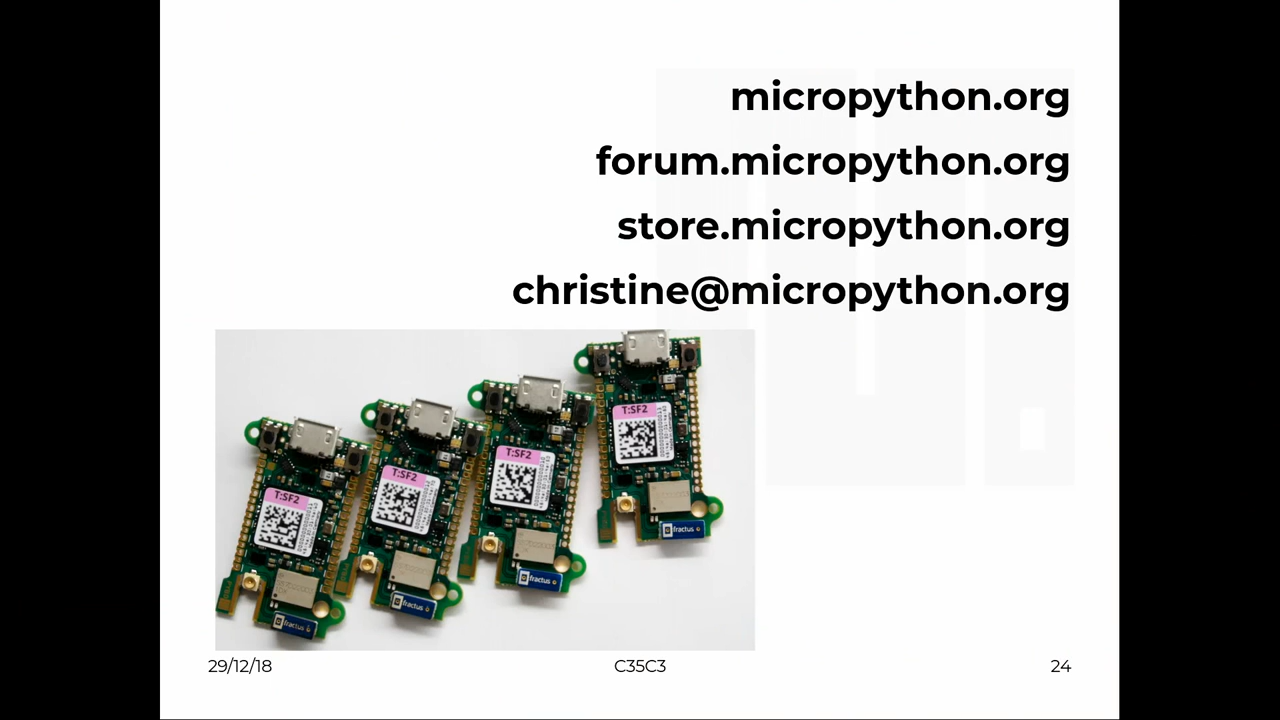 micropython.org
forum.micropython.org
store.micropython.org
christine@micropython.org
T:SF2
T:SF2
T:SF2
T:SF2
fractus
fractus
fractus
fractus
29/12/18
C35C3
24